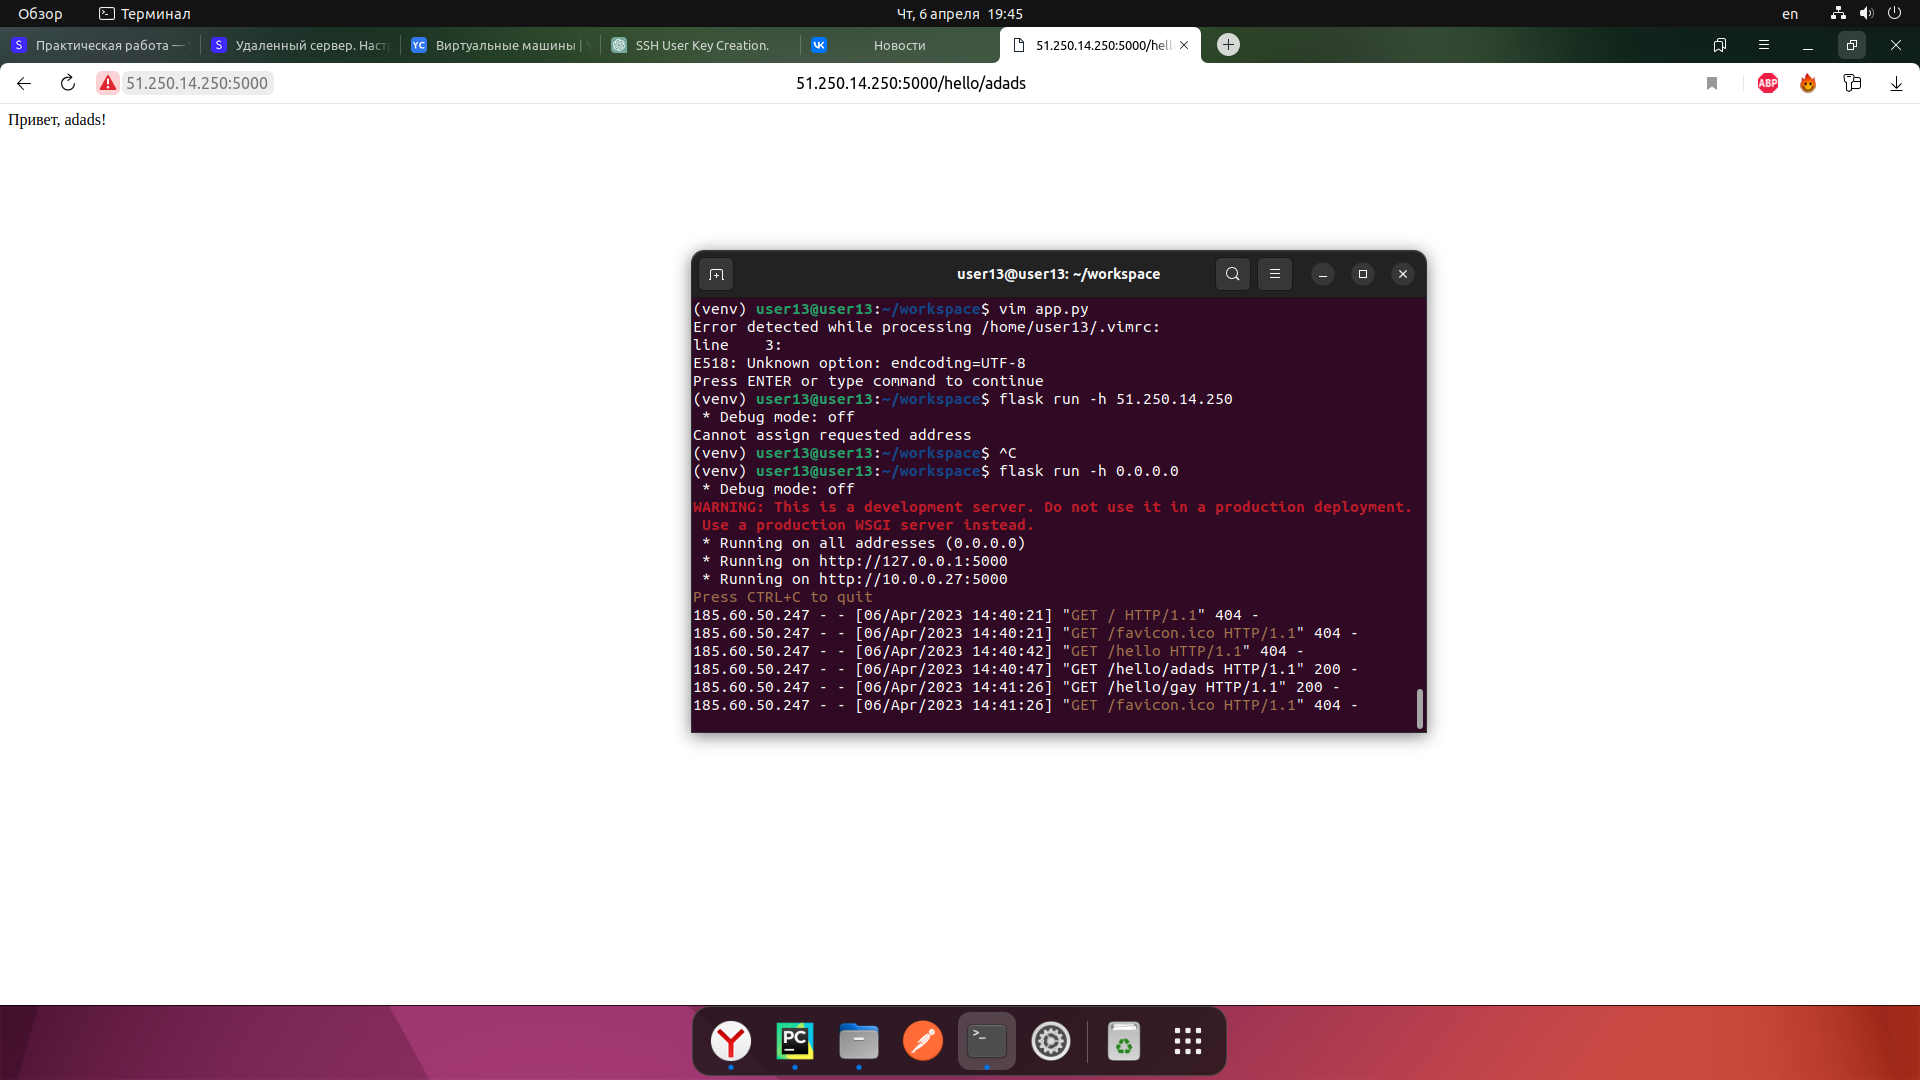 Обзор
Терминал
Чт, 6 апреля 19:45
en
Практическая работа —
Удаленный сервер. Наст
Виртуальные машины |
SSH User Key Creation.
Новости
51.250.14.250:5000/hell
51.250.14.250:5000
51.250.14.250:5000/hello/adads
ABP
Привет, adads!
user13@user13: ~/workspace
(venv) user13@user13:~/workspace$ vim app.py
Error detected while processing /home/user13/.vimrc:
line    3:
E518: Unknown option: endcoding=UTF-8
Press ENTER or type command to continue
(venv) user13@user13:~/workspace$ flask run -h 51.250.14.250
 * Debug mode: off
Cannot assign requested address
(venv) user13@user13:~/workspace$ ^C
(venv) user13@user13:~/workspace$ flask run -h 0.0.0.0
 * Debug mode: off
WARNING: This is a development server. Do not use it in a production deployment.
 Use a production WSGI server instead.
 * Running on all addresses (0.0.0.0)
 * Running on http://127.0.0.1:5000
 * Running on http://10.0.0.27:5000
Press CTRL+C to quit
185.60.50.247 - - [06/Apr/2023 14:40:21] "GET / HTTP/1.1" 404 -
185.60.50.247 - - [06/Apr/2023 14:40:21] "GET /favicon.ico HTTP/1.1" 404 -
185.60.50.247 - - [06/Apr/2023 14:40:42] "GET /hello HTTP/1.1" 404 -
185.60.50.247 - - [06/Apr/2023 14:40:47] "GET /hello/adads HTTP/1.1" 200 -
185.60.50.247 - - [06/Apr/2023 14:41:26] "GET /hello/gay HTTP/1.1" 200 -
185.60.50.247 - - [06/Apr/2023 14:41:26] "GET /favicon.ico HTTP/1.1" 404 -
PC